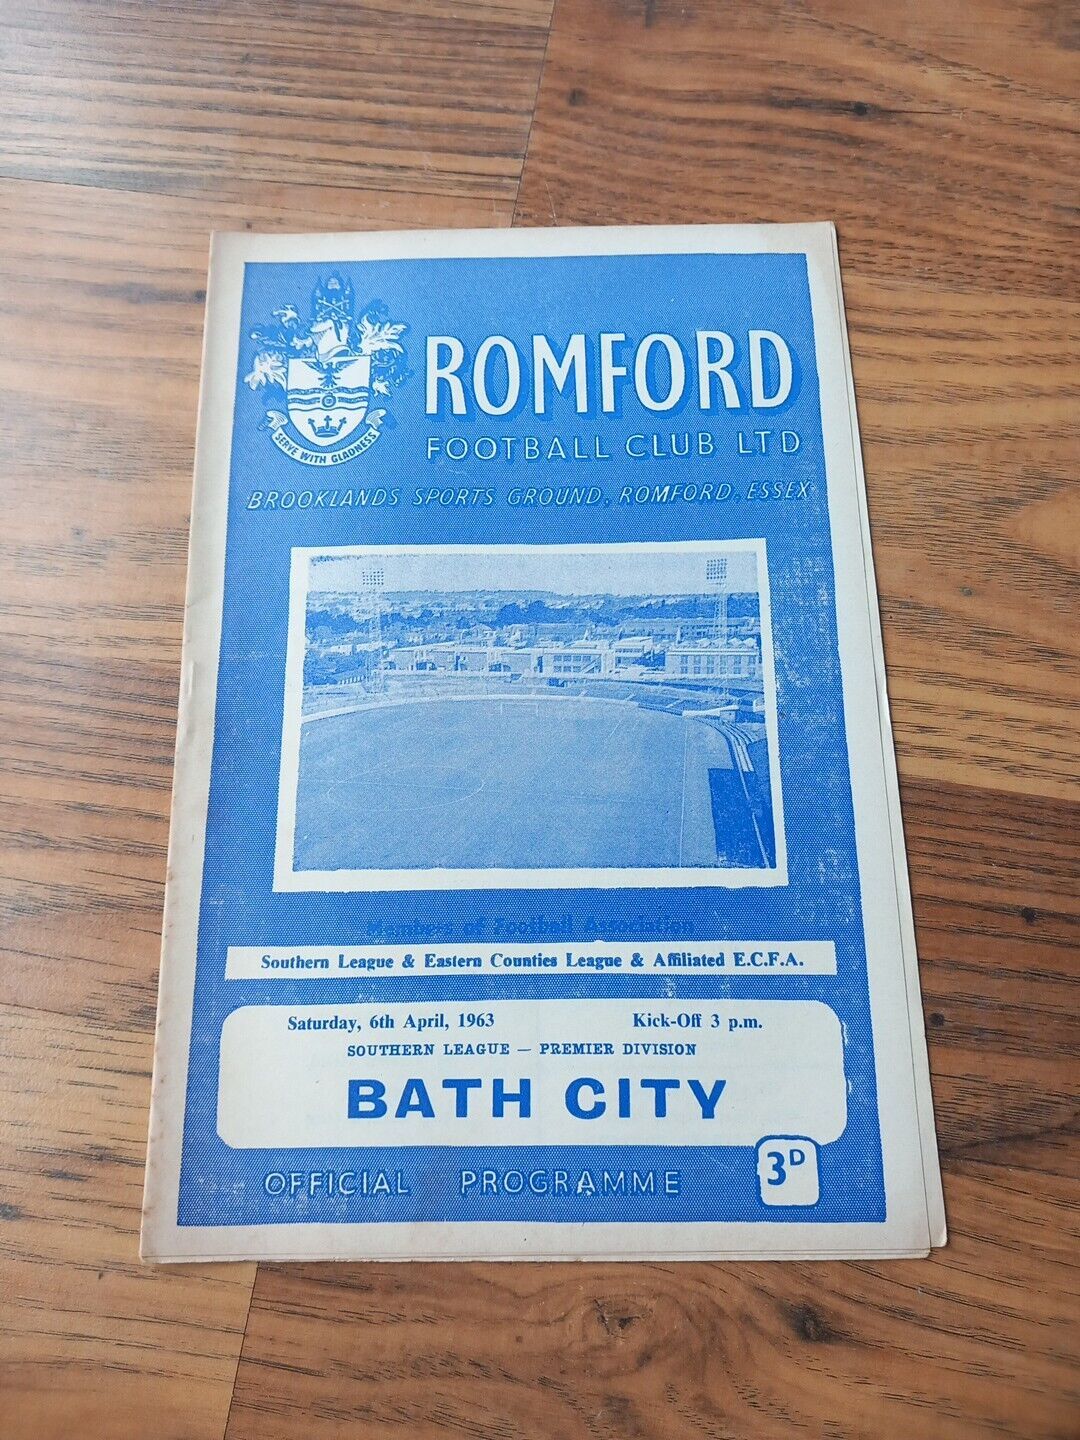 ROMFORD
FOOTBALL CLUB LTD
SERVE WITH GLADNESS
BROOKLANDS SPORTS GROUND, ROMFORD, ESSEX
Members of Football Association
Southern League & Eastern Counties League & Affiliated E.C.F.A.
Saturday, 6th April, 1963 Kick-Off 3 p.m.
SOUTHERN LEAGUE — PREMIER DIVISION
BATH CITY
OFFICIAL PROGRAMME 3D